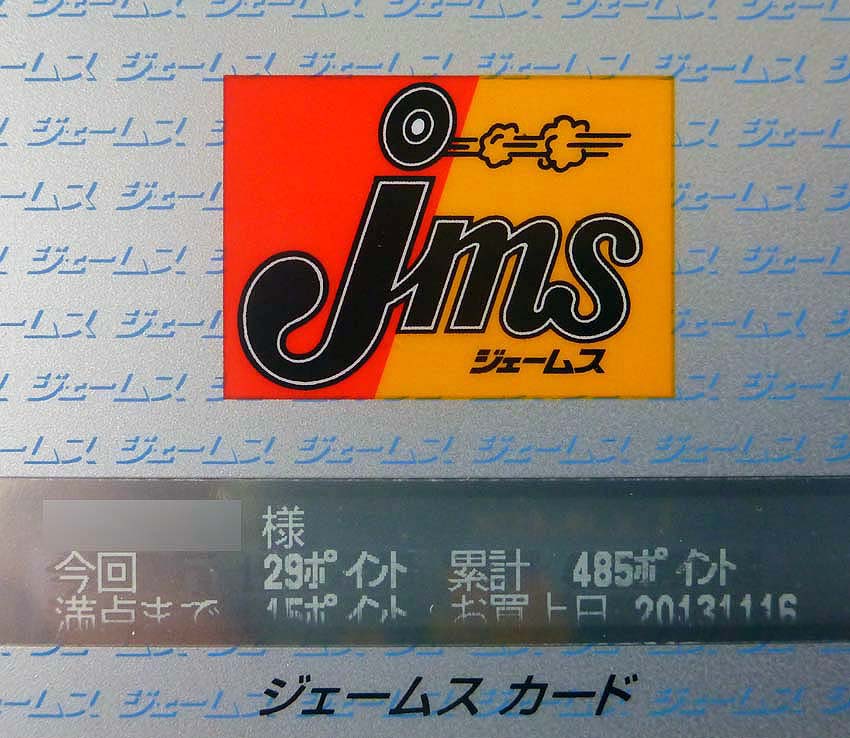 jms
ジェームス
様
今回 29ポイント 累計 485ポイント
満点まで 15ポイント お買上日 20131116
ジェームス カード